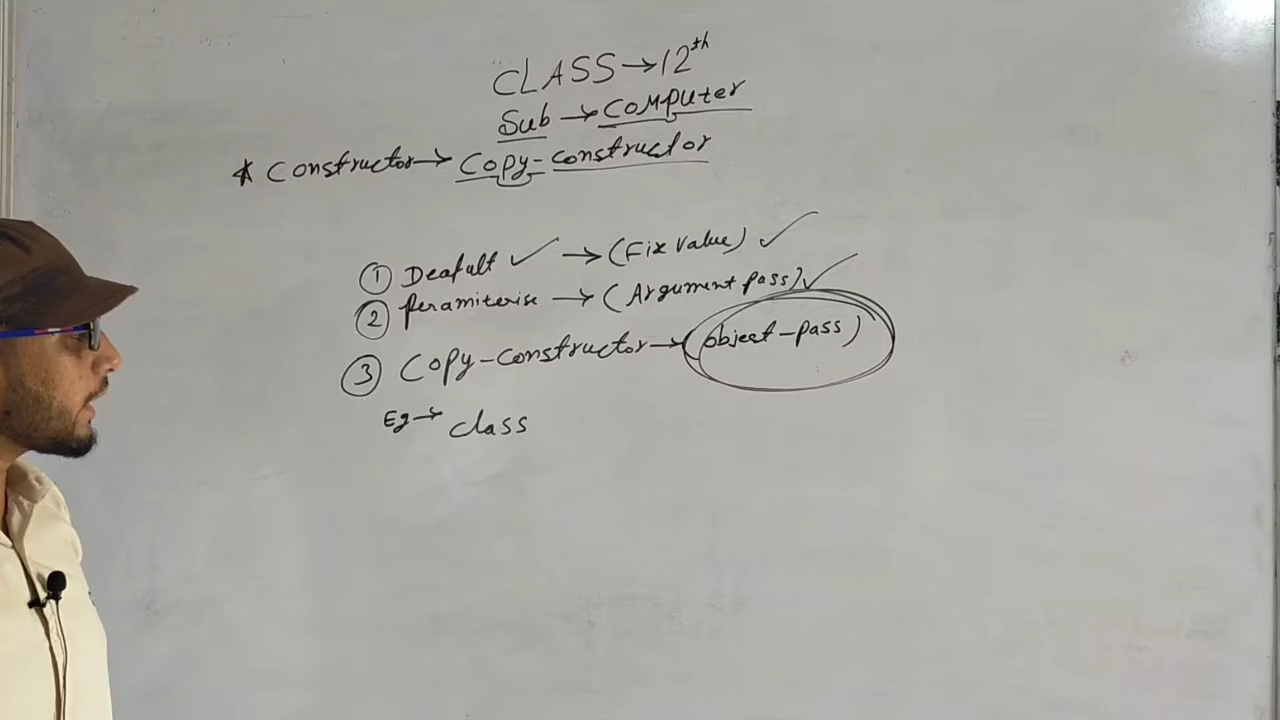 CLASS → 12th
Sub → Computer
* Constructor → Copy-constructor
① Deafult ✓ → (Fix value) ✓
② Peramiterise → (Argument pass) ✓
③ Copy-constructor → (object-pass)
Eg → class